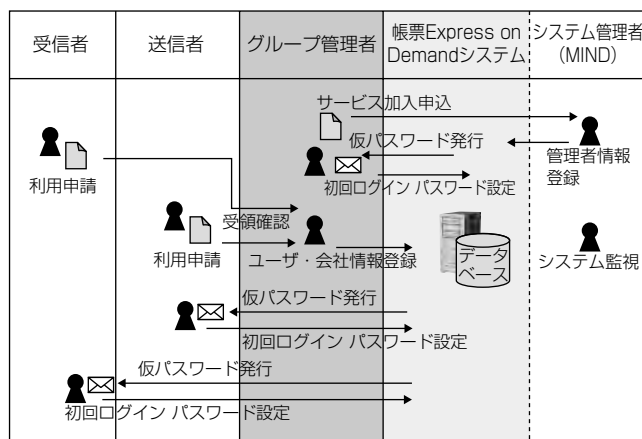 受信者
送信者
グループ管理者
帳票Express on
Demandシステム
システム管理者
(MIND)
サービス加入申込
仮パスワード発行
管理者情報
登録
初回ログイン パスワード設定
利用申請
受領確認
利用申請
ユーザ・会社情報登録
データ
ベース
システム監視
仮パスワード発行
初回ログイン パスワード設定
仮パスワード発行
初回ログイン パスワード設定